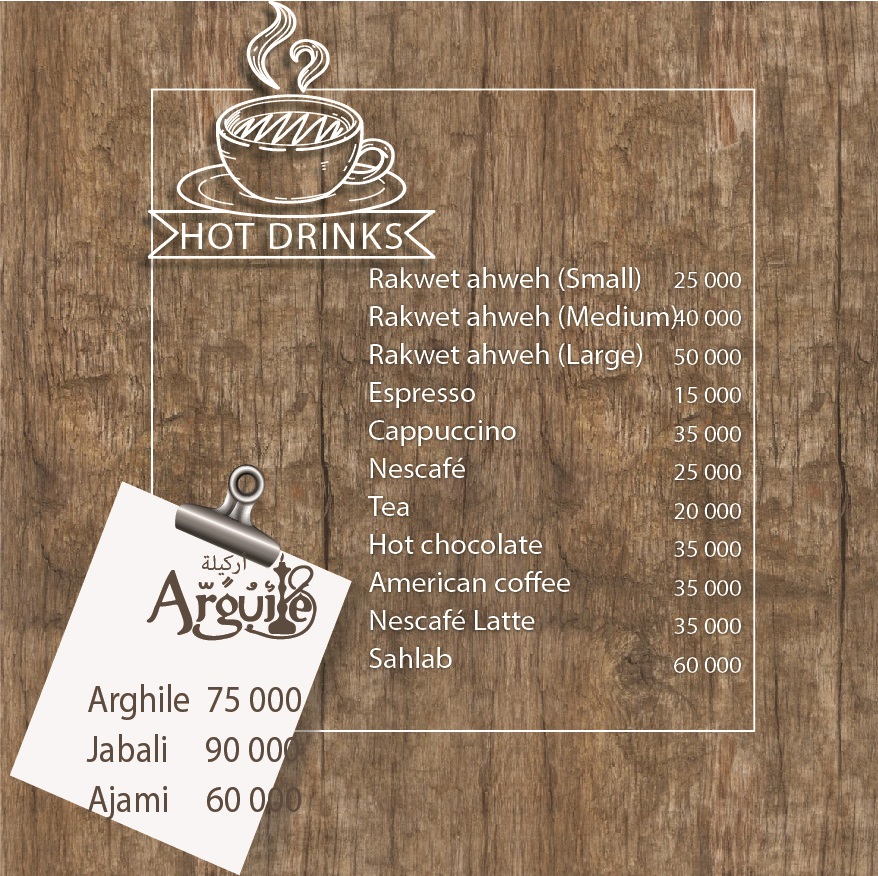 HOT DRINKS
Rakwet ahweh (Small) 25 000
Rakwet ahweh (Medium) 40 000
Rakwet ahweh (Large) 50 000
Espresso 15 000
Cappuccino 35 000
Nescafé 25 000
Tea 20 000
Hot chocolate 35 000
American coffee 35 000
Nescafé Latte 35 000
Sahlab 60 000
أركيلة
Arguile
Arghile 75 000
Jabali 90 000
Ajami 60 000